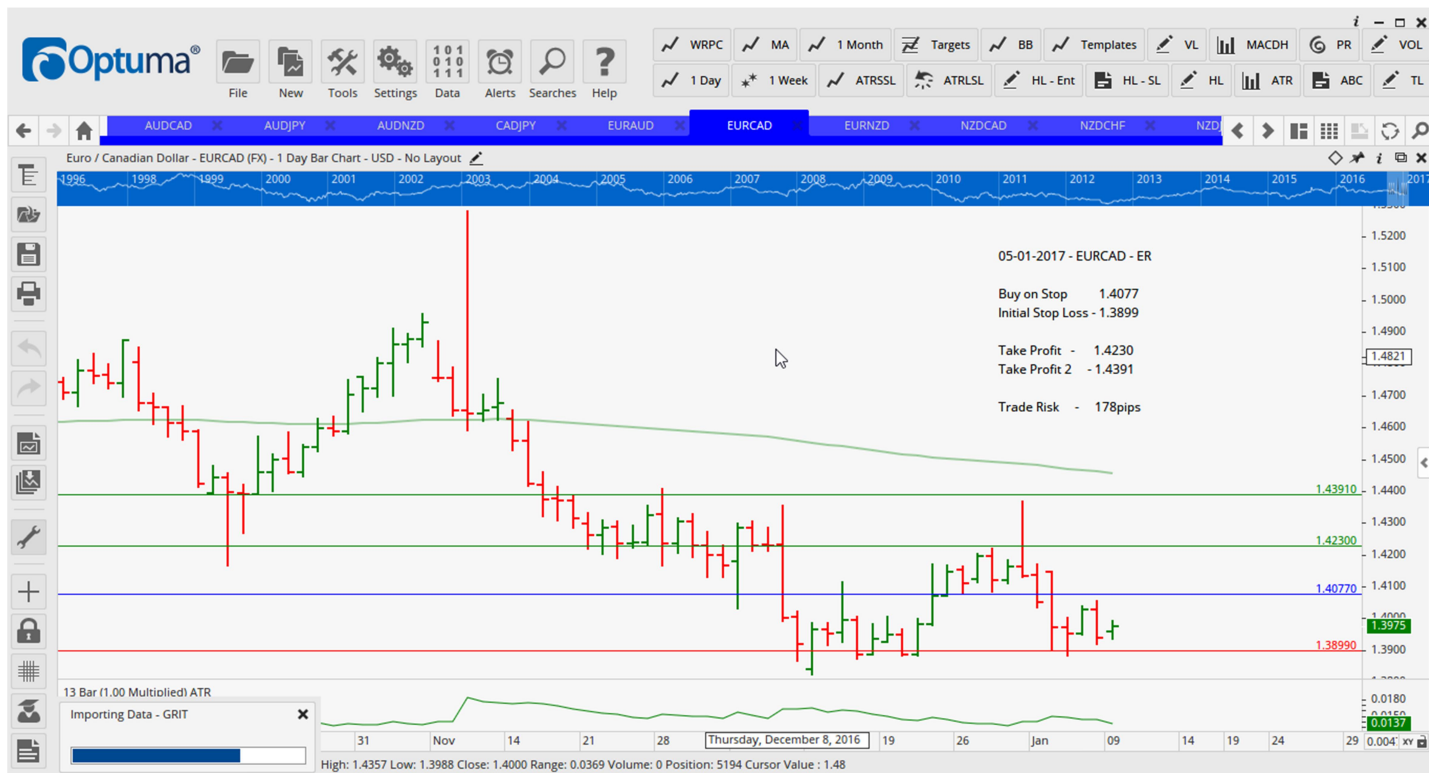 i
Optuma®
File
New
Tools
Settings
101
010
111
Data
Alerts
Searches
?
Help
WRPC
MA
1 Month
Targets
BB
Templates
VL
MACDH
PR
VOL
1 Day
1 Week
ATRSSL
ATRLSL
HL - Ent
HL - SL
HL
ATR
ABC
TL
AUDCAD
AUDJPY
AUDNZD
CADJPY
EURAUD
EURCAD
EURNZD
NZDCAD
NZDCHF
Euro / Canadian Dollar - EURCAD (FX) - 1 Day Bar Chart - USD - No Layout
i
1996 1998 1999 2000 2001 2002 2003 2004 2005 2006 2007 2008 2009 2010 2011 2012 2013 2014 2015 2016 2017
1.5200
1.5100
1.5000
1.4900
1.4821
1.4700
1.4600
1.4500
1.4400
1.4300
1.4200
1.4100
1.4000
1.3975
1.3900
05-01-2017 - EURCAD - ER
Buy on Stop 1.4077
Initial Stop Loss - 1.3899
Take Profit - 1.4230
Take Profit 2 - 1.4391
Trade Risk - 178pips
1.43910
1.42300
1.40770
1.38990
13 Bar (1.00 Multiplied) ATR
0.0180
0.0137
Importing Data - GRIT
31 Nov 14 21 28 Thursday, December 8, 2016 19 26 Jan 09 14 19 24 29 0.004 XY
High: 1.4357 Low: 1.3988 Close: 1.4000 Range: 0.0369 Volume: 0 Position: 5194 Cursor Value : 1.48